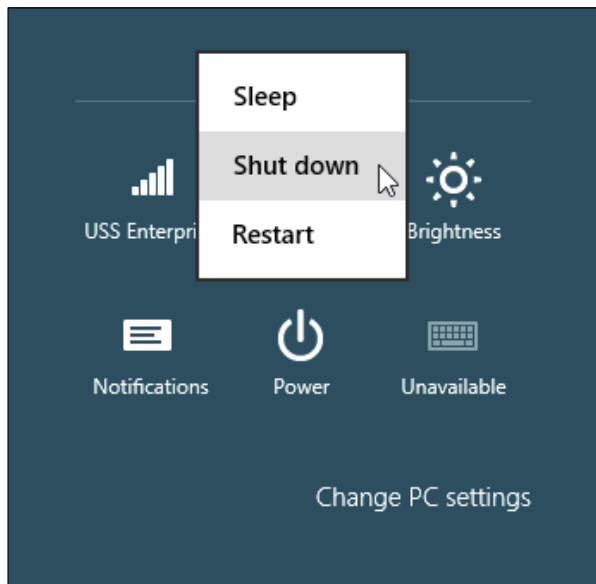 Sleep
Shut down
Restart
USS Enterpri
Brightness
Notifications
Power
Unavailable
Change PC settings